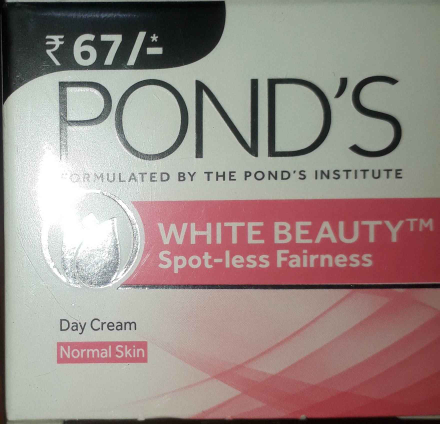 ₹ 67/-*
POND'S
FORMULATED BY THE POND'S INSTITUTE
WHITE BEAUTY™
Spot-less Fairness
Day Cream
Normal Skin